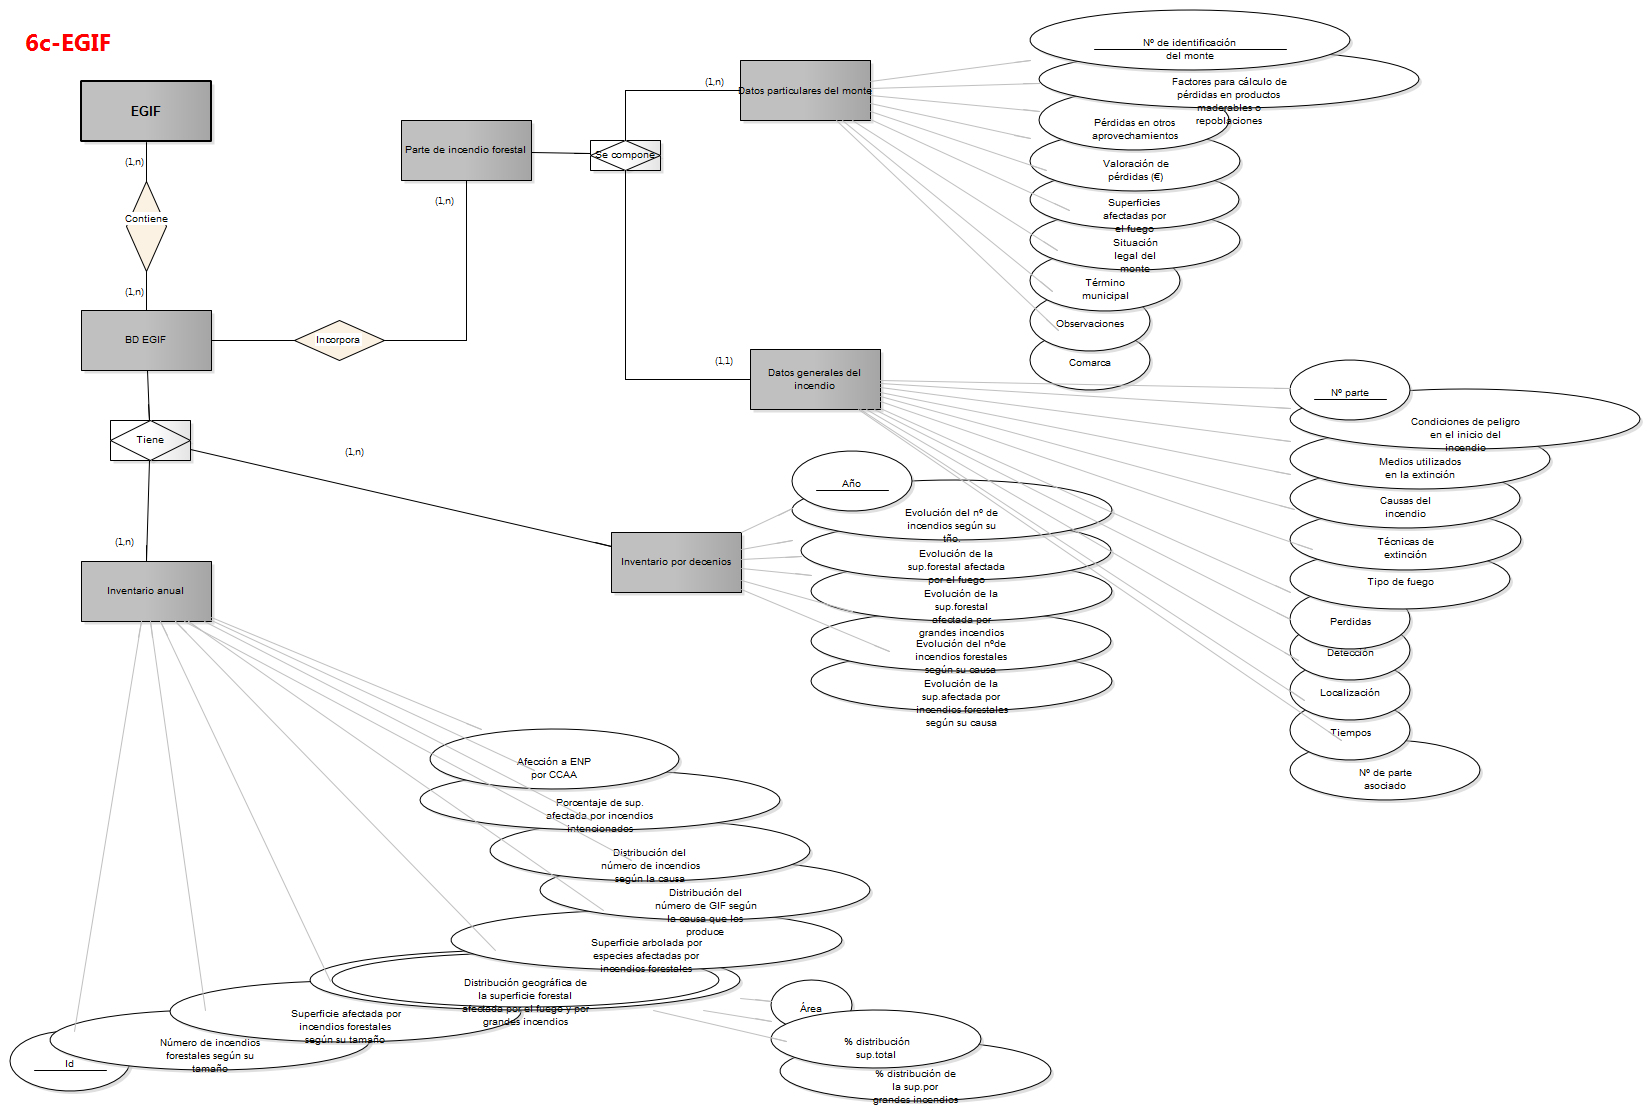 6c-EGIF
EGIF
(1,n)
Contiene
(1,n)
BD EGIF
Incorpora
(1,n)
Parte de incendio forestal
Se compone
(1,n)
Datos particulares del monte
Nº de identificación
del monte
Factores para cálculo de
pérdidas en productos
maderables o
repoblaciones
Pérdidas en otros
aprovechamientos
Valoración de
pérdidas (€)
Superficies
afectadas por
el fuego
Situación
legal del
monte
Término
municipal
Observaciones
Comarca
(1,1)
Datos generales del
incendio
Nº parte
Condiciones de peligro
en el inicio del
incendio
Medios utilizados
en la extinción
Causas del
incendio
Técnicas de
extinción
Tipo de fuego
Perdidas
Detección
Localización
Tiempos
Nº de parte
asociado
Tiene
(1,n)
(1,n)
Inventario por decenios
Año
Evolución del nº de
incendios según su
tño.
Evolución de la
sup.forestal afectada
por el fuego
Evolución de la
sup.forestal
afectada por
grandes incendios
Evolución del nºde
incendios forestales
según su causa
Evolución de la
sup.afectada por
incendios forestales
según su causa
Inventario anual
Afección a ENP
por CCAA
Porcentaje de sup.
afectada por incendios
intencionados
Distribución del
número de incendios
según la causa
Distribución del
número de GIF según
la causa que los
produce
Superficie arbolada por
especies afectadas por
incendios forestales
Distribución geográfica de
la superficie forestal
afectada por el fuego y por
grandes incendios
Superficie afectada por
incendios forestales
según su tamaño
Número de incendios
forestales según su
tamaño
Id
Área
% distribución
sup.total
% distribución de
la sup.por
grandes incendios